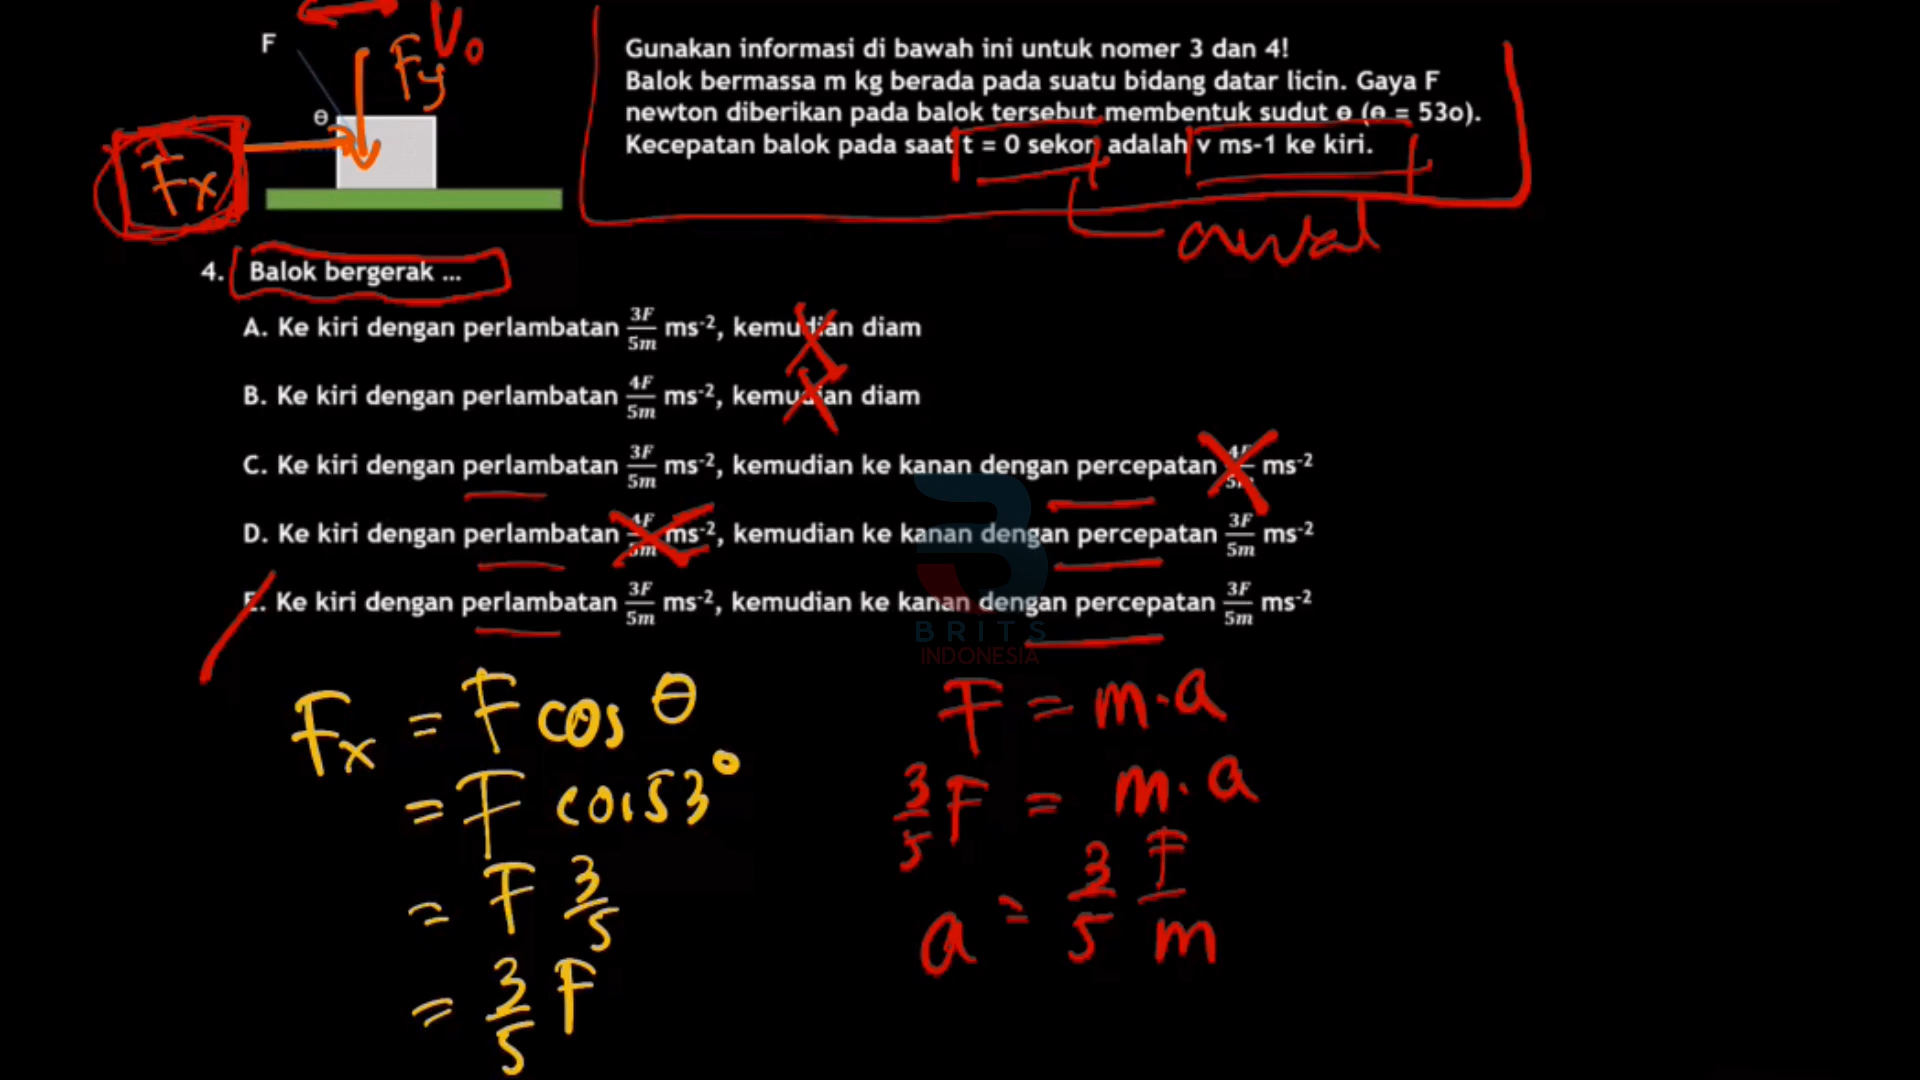 F
Fy
V₀
θ
Fx
Gunakan informasi di bawah ini untuk nomer 3 dan 4!
Balok bermassa m kg berada pada suatu bidang datar licin. Gaya F
newton diberikan pada balok tersebut membentuk sudut ɵ (ɵ = 53o).
Kecepatan balok pada saat t = 0 sekon adalah v ms-1 ke kiri.
awal
4. Balok bergerak ...
A. Ke kiri dengan perlambatan 3F/5m ms⁻², kemudian diam
B. Ke kiri dengan perlambatan 4F/5m ms⁻², kemudian diam
C. Ke kiri dengan perlambatan 3F/5m ms⁻², kemudian ke kanan dengan percepatan 4F/5m ms⁻²
D. Ke kiri dengan perlambatan 4F/5m ms⁻², kemudian ke kanan dengan percepatan 3F/5m ms⁻²
E. Ke kiri dengan perlambatan 3F/5m ms⁻², kemudian ke kanan dengan percepatan 3F/5m ms⁻²
BRITS
INDONESIA
Fx = F cos θ
= F cos 53°
= F 3/5
= 3/5 F
F = m.a
3/5 F = m.a
a = 3/5 F/m